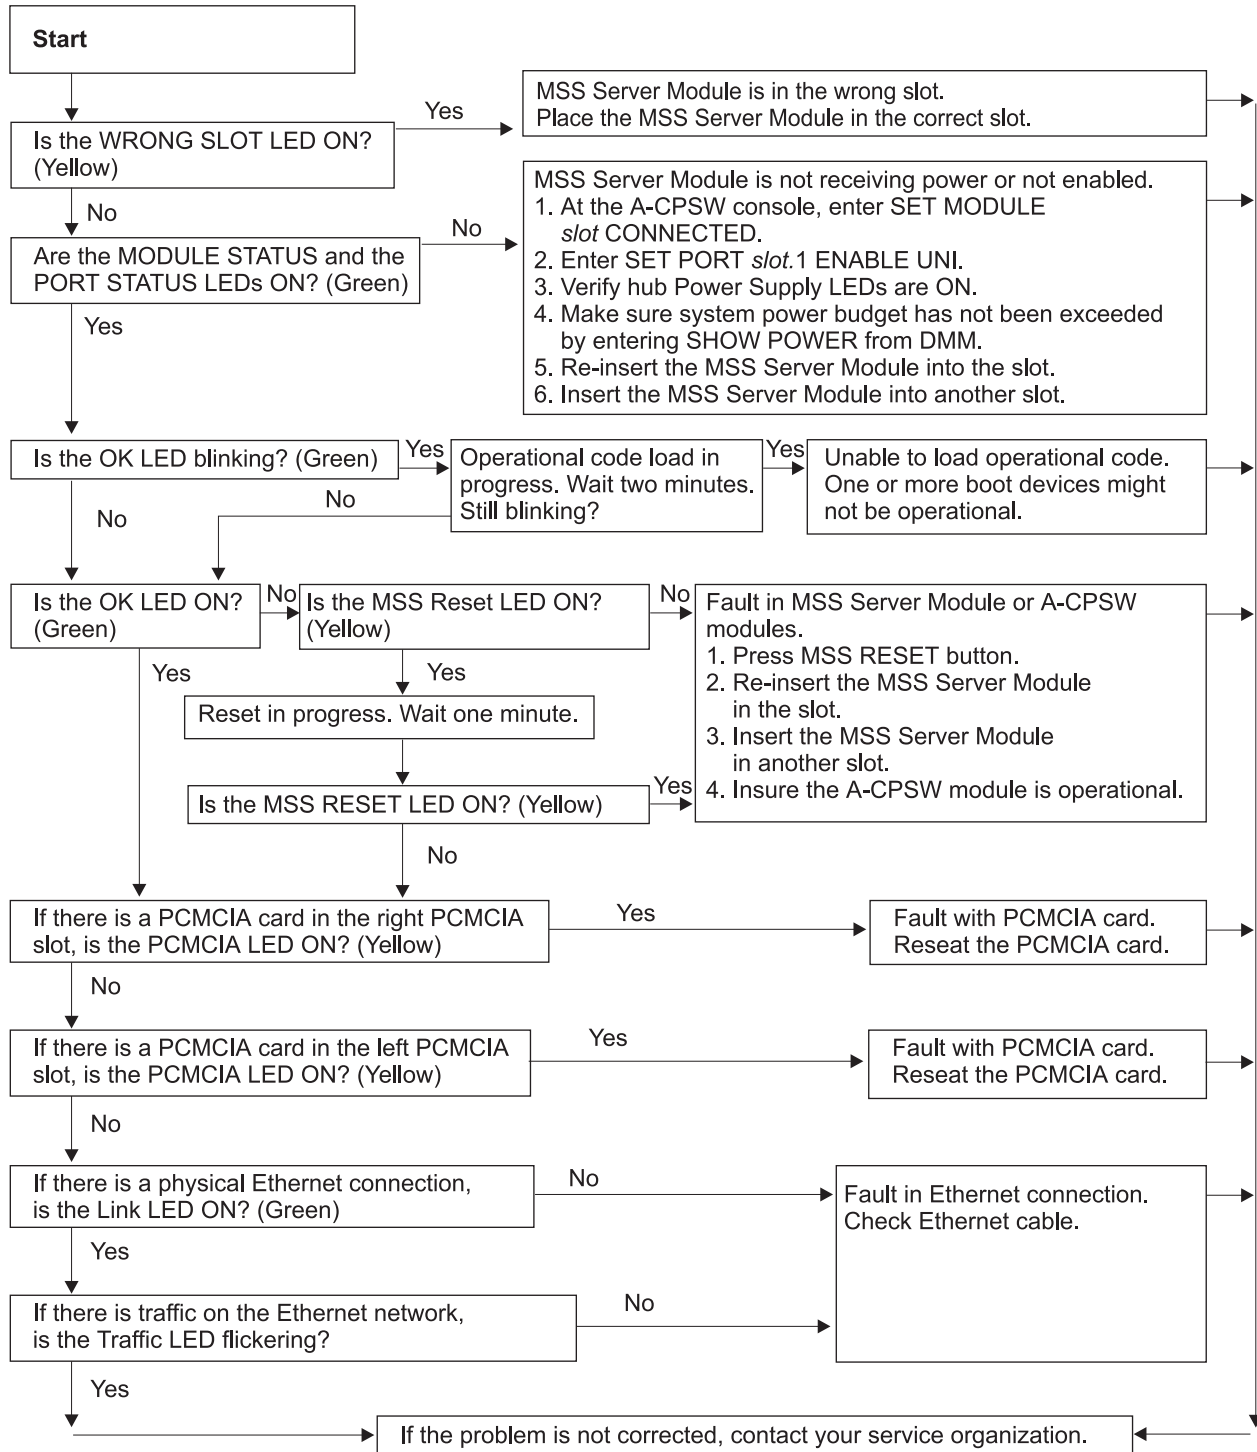 Start
Is the WRONG SLOT LED ON?
(Yellow)
Yes
MSS Server Module is in the wrong slot.
Place the MSS Server Module in the correct slot.
No
Are the MODULE STATUS and the
PORT STATUS LEDs ON? (Green)
No
MSS Server Module is not receiving power or not enabled.
1. At the A-CPSW console, enter SET MODULE
slot CONNECTED.
2. Enter SET PORT slot.1 ENABLE UNI.
3. Verify hub Power Supply LEDs are ON.
4. Make sure system power budget has not been exceeded
by entering SHOW POWER from DMM.
5. Re-insert the MSS Server Module into the slot.
6. Insert the MSS Server Module into another slot.
Yes
Is the OK LED blinking? (Green)
Yes
Operational code load in
progress. Wait two minutes.
Still blinking?
Yes
Unable to load operational code.
One or more boot devices might
not be operational.
No
No
Is the OK LED ON?
(Green)
No
Is the MSS Reset LED ON?
(Yellow)
No
Fault in MSS Server Module or A-CPSW
modules.
1. Press MSS RESET button.
2. Re-insert the MSS Server Module
in the slot.
3. Insert the MSS Server Module
in another slot.
4. Insure the A-CPSW module is operational.
Yes
Yes
Reset in progress. Wait one minute.
Is the MSS RESET LED ON? (Yellow)
Yes
No
If there is a PCMCIA card in the right PCMCIA
slot, is the PCMCIA LED ON? (Yellow)
Yes
Fault with PCMCIA card.
Reseat the PCMCIA card.
No
If there is a PCMCIA card in the left PCMCIA
slot, is the PCMCIA LED ON? (Yellow)
Yes
Fault with PCMCIA card.
Reseat the PCMCIA card.
No
If there is a physical Ethernet connection,
is the Link LED ON? (Green)
No
Fault in Ethernet connection.
Check Ethernet cable.
Yes
If there is traffic on the Ethernet network,
is the Traffic LED flickering?
No
Yes
If the problem is not corrected, contact your service organization.